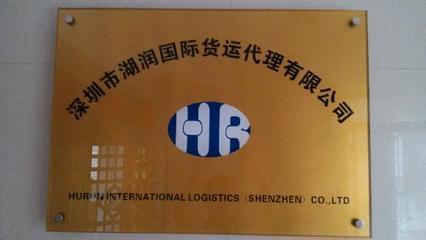 深圳市湖润国际货运代理有限公司
HR
HURUN INTERNATIONAL LOGISTICS (SHENZHEN) CO.,LTD